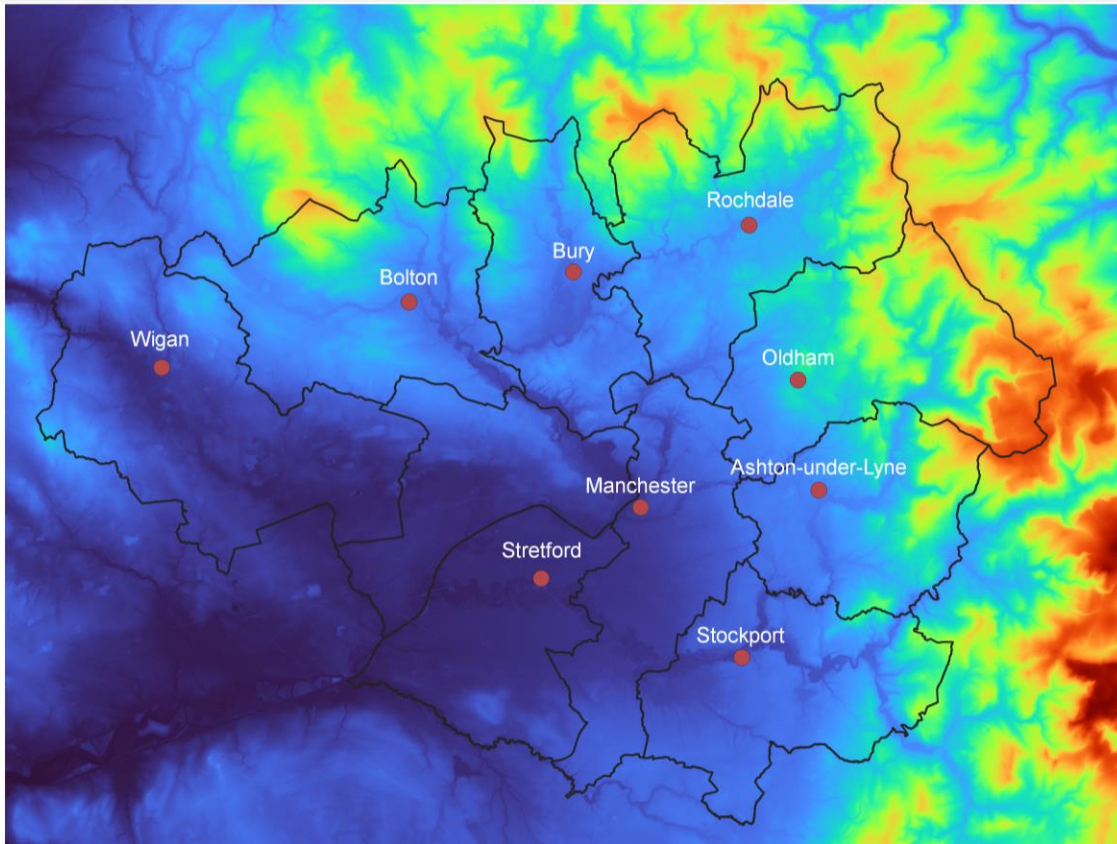 Rochdale
Bury
Bolton
Wigan
Oldham
Ashton-under-Lyne
Manchester
Stretford
Stockport